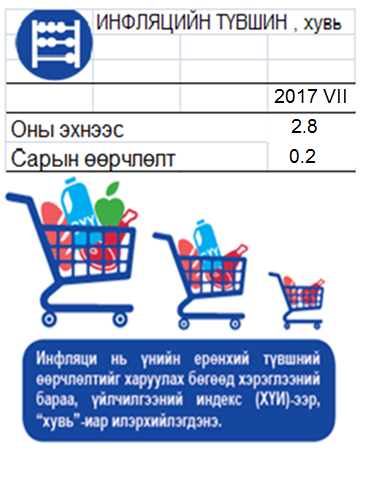 ИНФЛЯЦИЙН ТҮВШИН , хувь
2017 VII
Оны эхнээс 2.8
Сарын өөрчлөлт 0.2
Инфляци нь үнийн ерөнхий түвшний
өөрчлөлтийг харуулах бөгөөд хэрэглээний
бараа, үйлчилгээний индекс (ХҮИ)-ээр,
“хувь”-иар илэрхийлэгдэнэ.